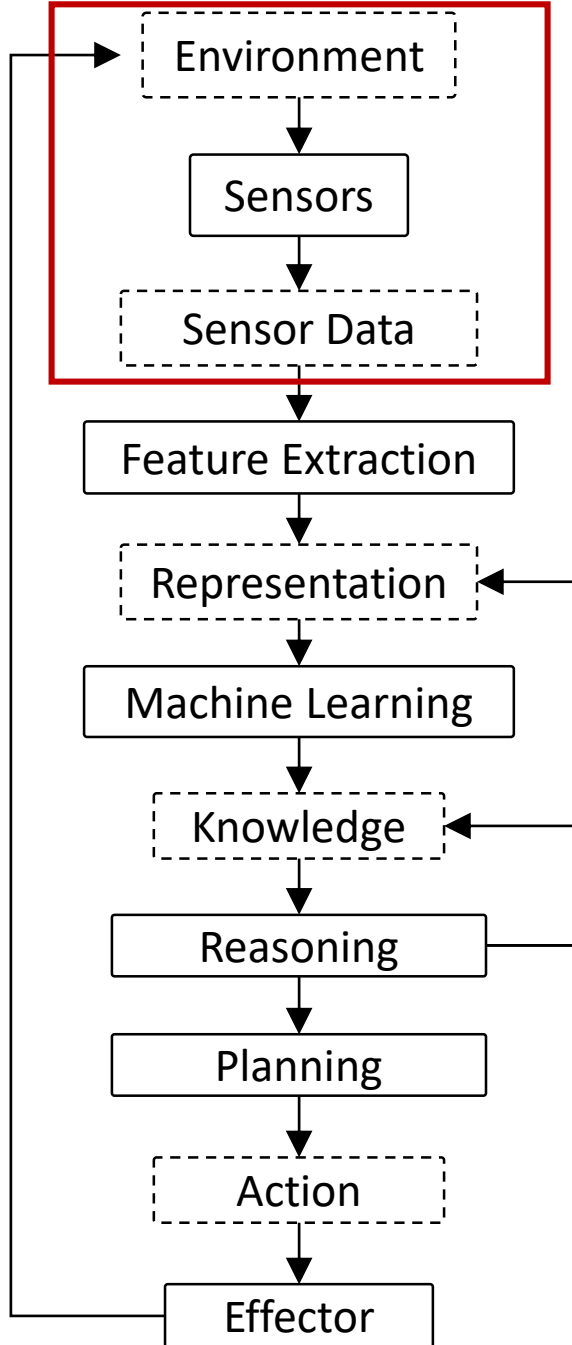 Environment
Sensors
Sensor Data
Feature Extraction
Representation
Machine Learning
Knowledge
Reasoning
Planning
Action
Effector